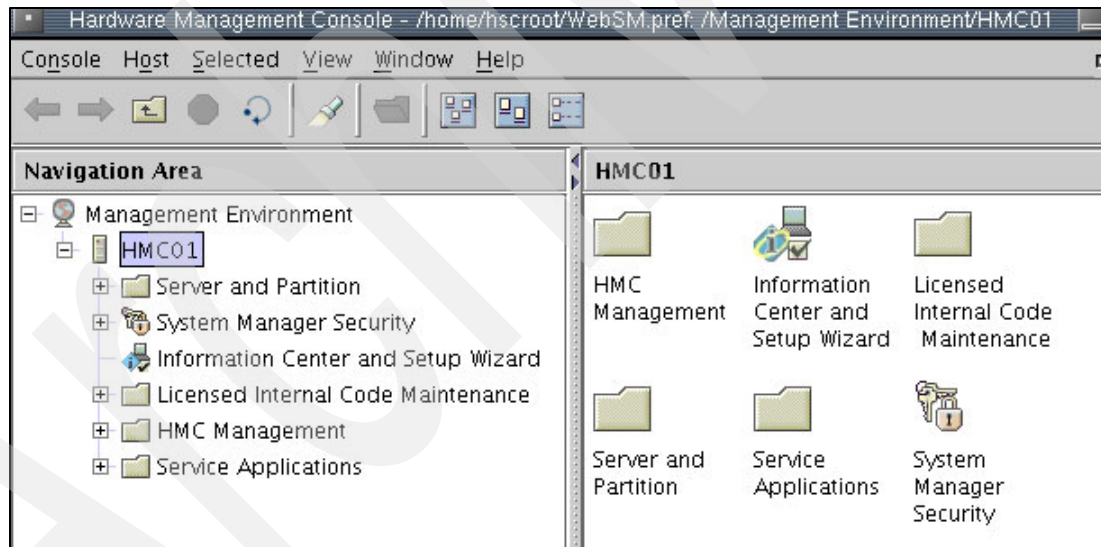 Hardware Management Console - /home/hscroot/WebSM.pref: /Management Environment/HMC01
Console Host Selected View Window Help
Navigation Area
Management Environment
HMC01
Server and Partition
System Manager Security
Information Center and Setup Wizard
Licensed Internal Code Maintenance
HMC Management
Service Applications
HMC01
HMC
Management
Information
Center and
Setup Wizard
Licensed
Internal Code
Maintenance
Server and
Partition
Service
Applications
System
Manager
Security